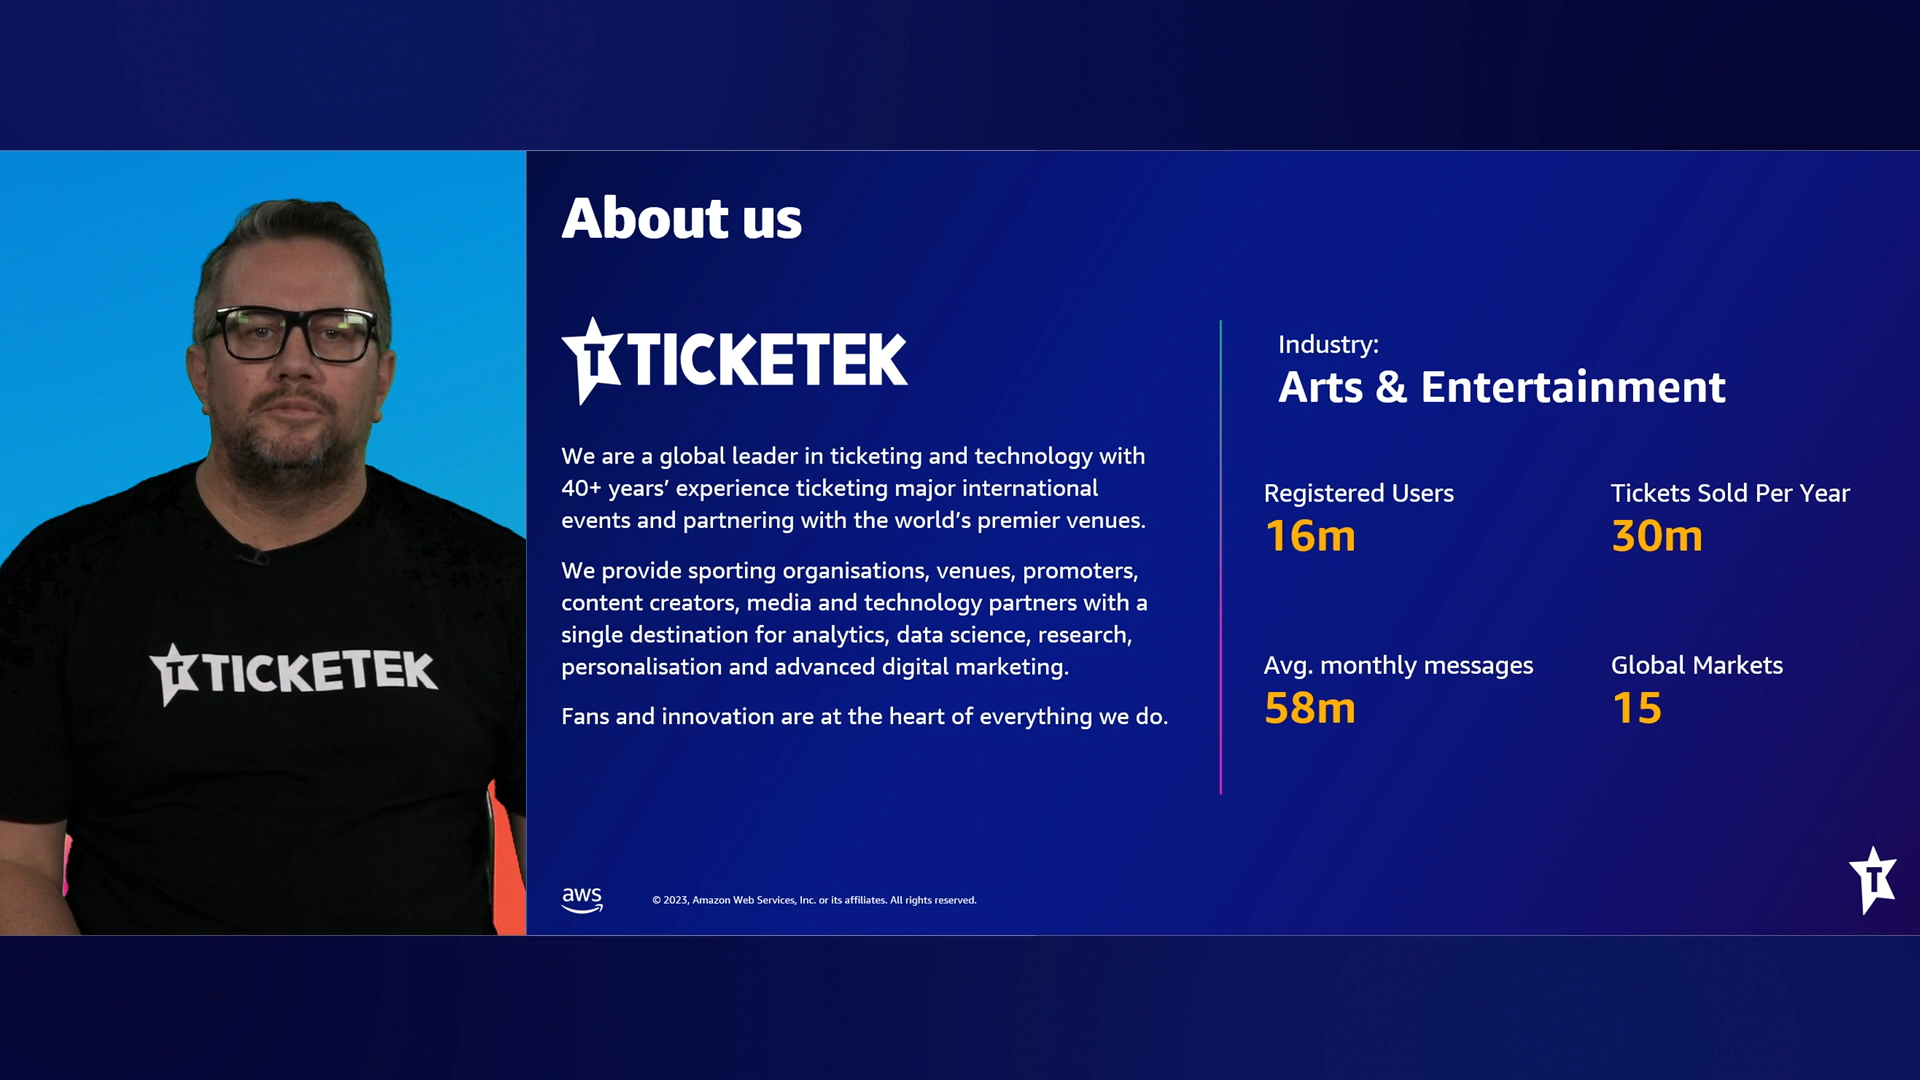 About us
TICKETEK
We are a global leader in ticketing and technology with
40+ years’ experience ticketing major international
events and partnering with the world’s premier venues.
We provide sporting organisations, venues, promoters,
content creators, media and technology partners with a
single destination for analytics, data science, research,
personalisation and advanced digital marketing.
Fans and innovation are at the heart of everything we do.
Industry:
Arts & Entertainment
Registered Users
16m
Tickets Sold Per Year
30m
Avg. monthly messages
58m
Global Markets
15
TICKETEK
aws
© 2023, Amazon Web Services, Inc. or its affiliates. All rights reserved.
T